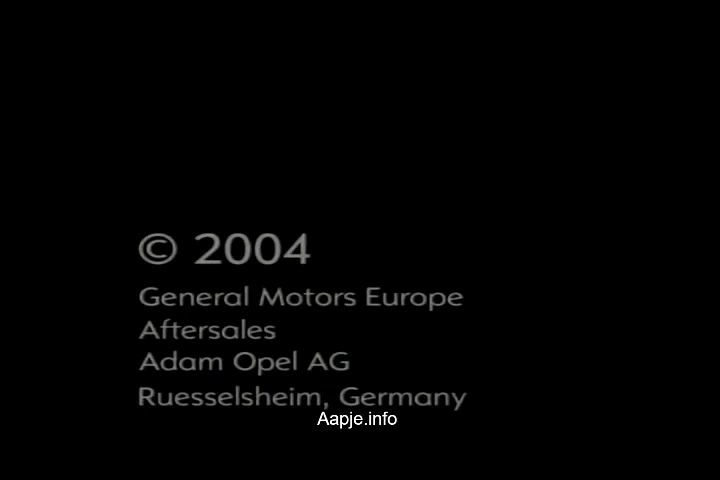 © 2004
General Motors Europe
Aftersales
Adam Opel AG
Ruesselsheim, Germany
Aapje.info